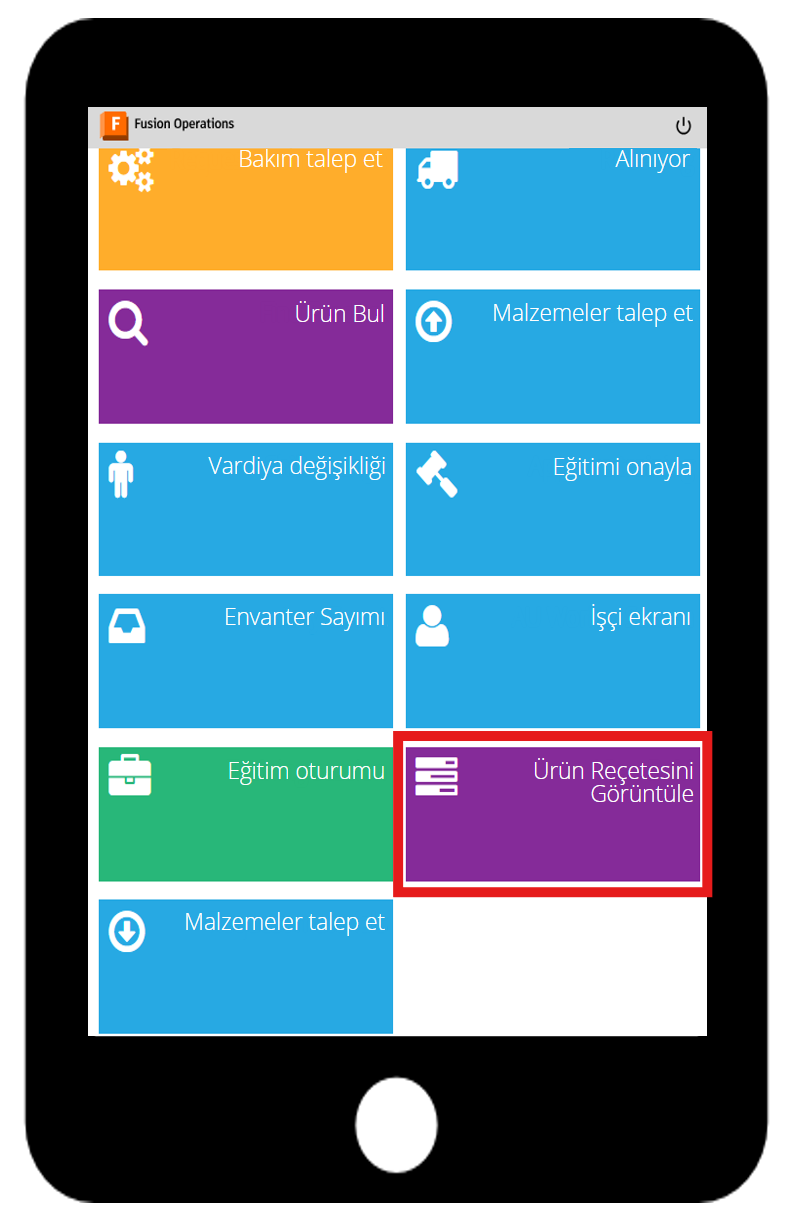 F Fusion Operations
Bakım talep et
Alınıyor
Ürün Bul
Malzemeler talep et
Vardiya değişikliği
Eğitimi onayla
Envanter Sayımı
İşçi ekranı
Eğitim oturumu
Ürün Reçetesini
Görüntüle
Malzemeler talep et